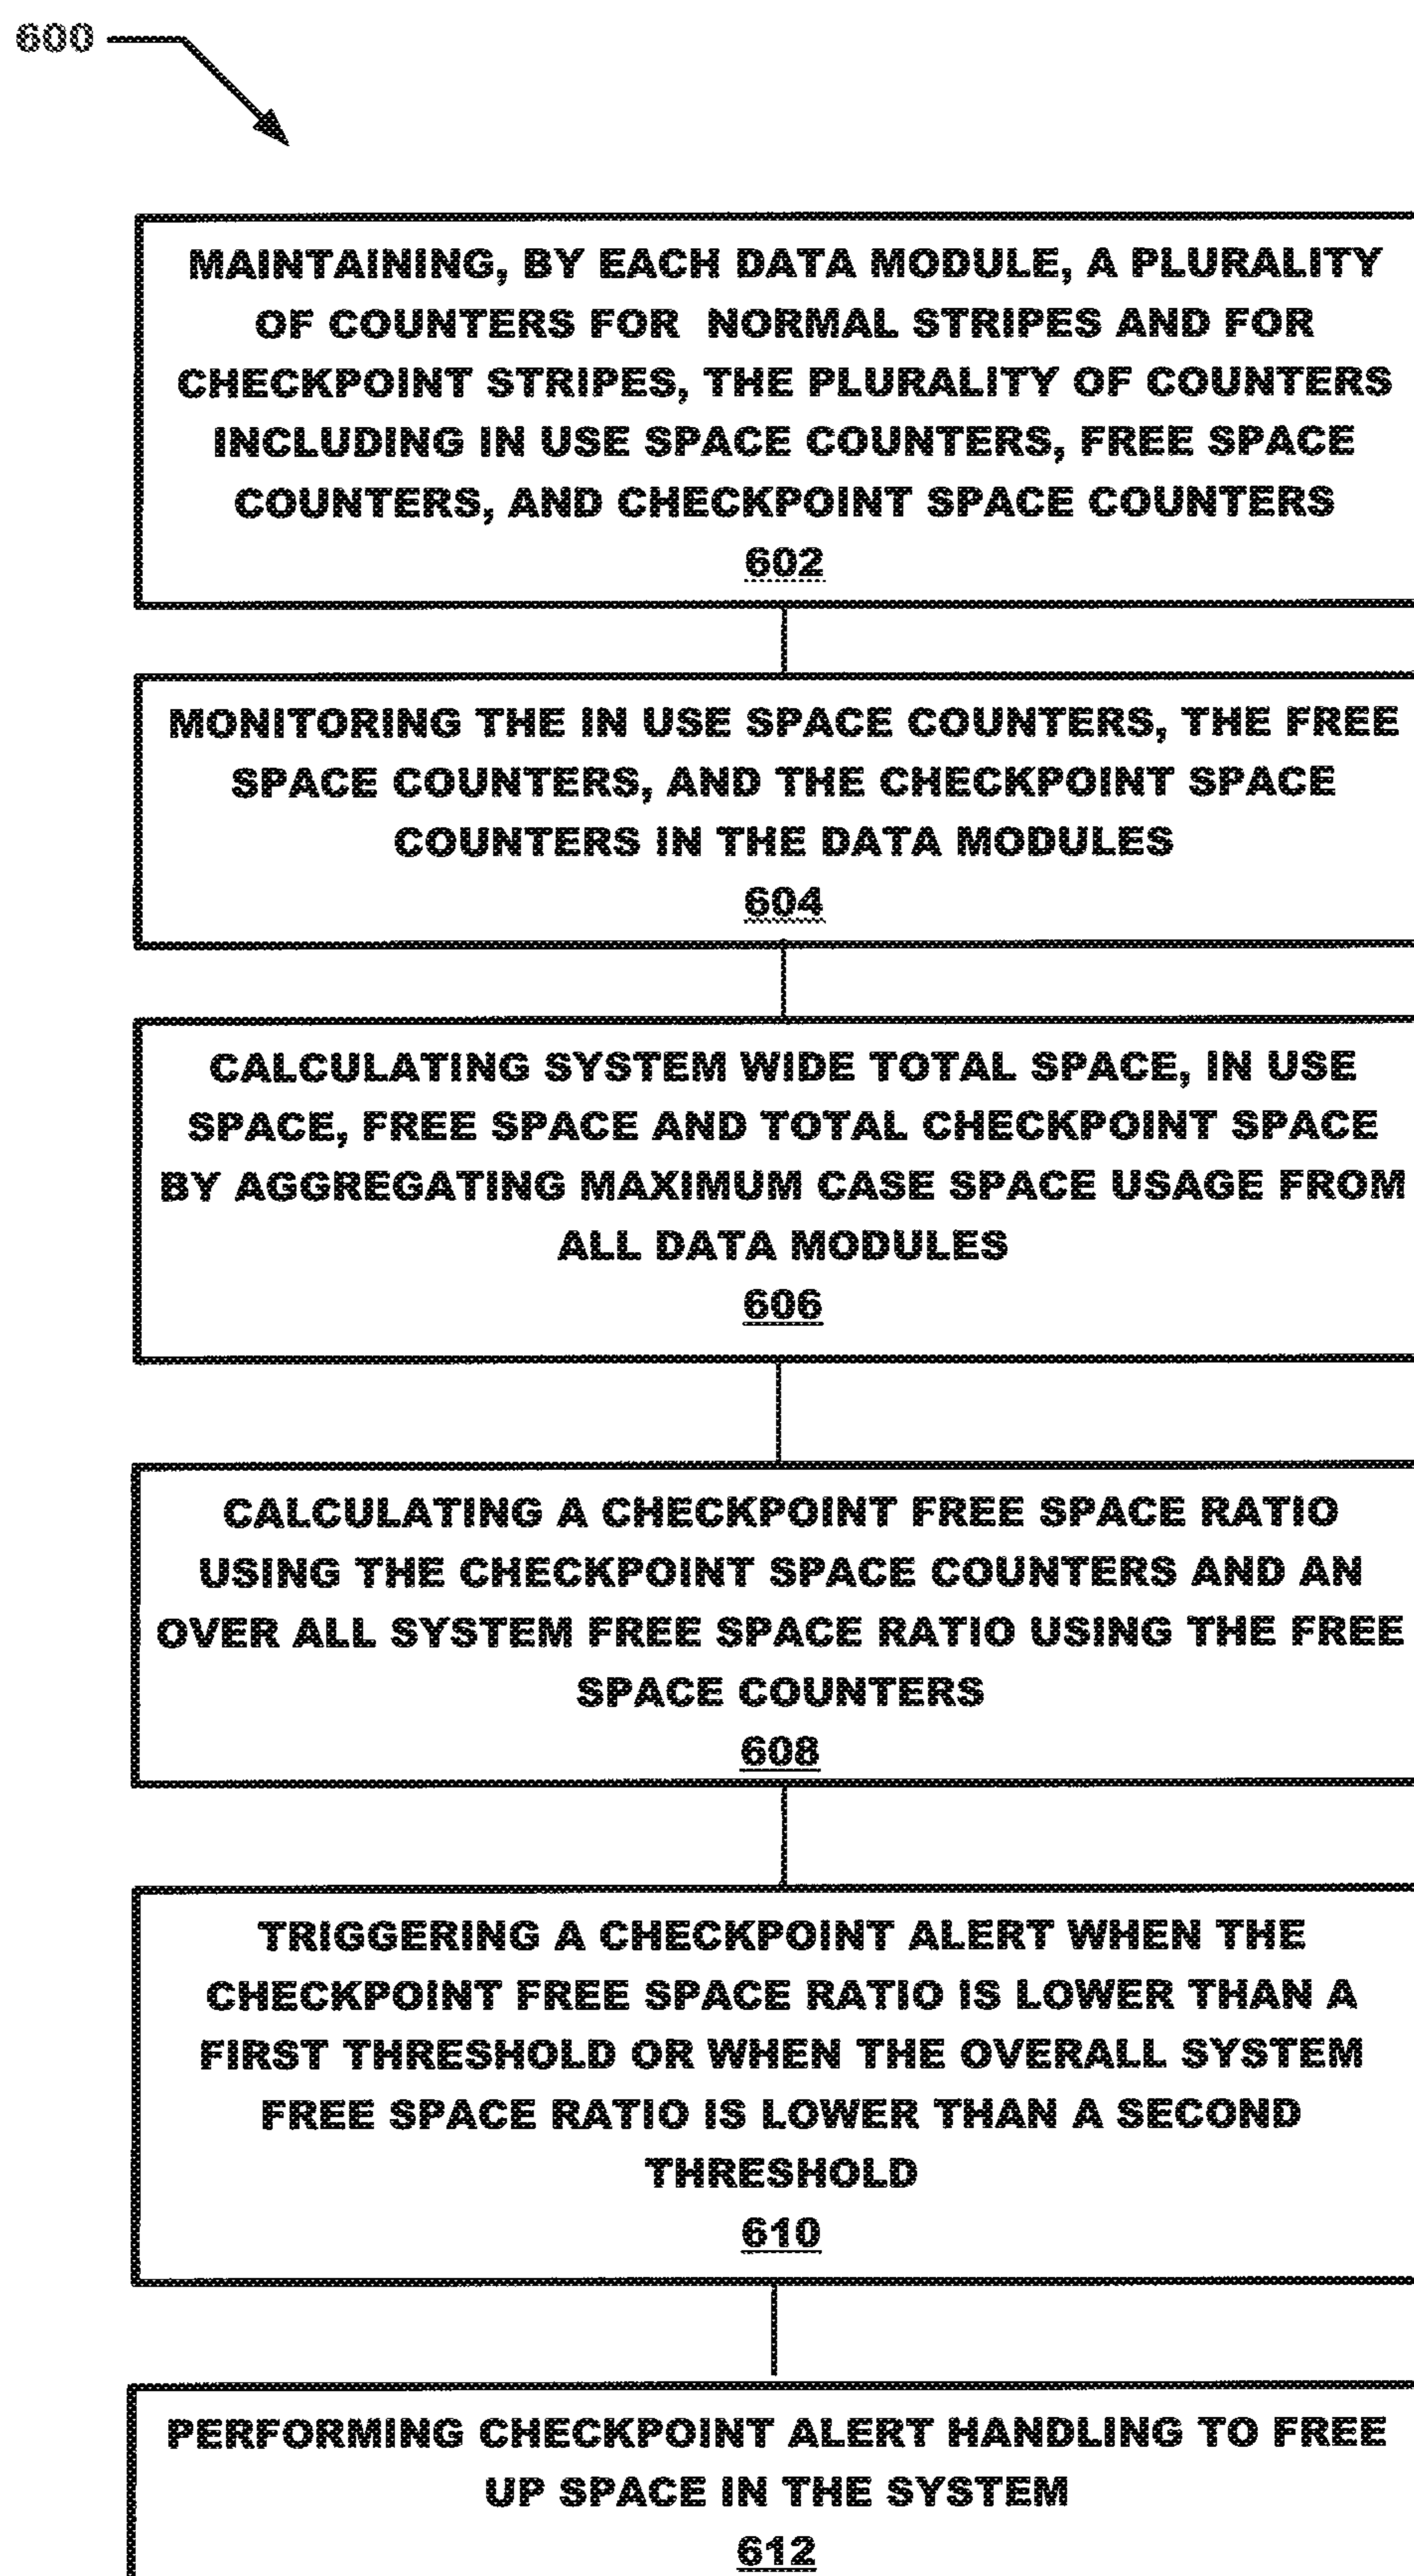 600
MAINTAINING, BY EACH DATA MODULE, A PLURALITY
OF COUNTERS FOR NORMAL STRIPES AND FOR
CHECKPOINT STRIPES, THE PLURALITY OF COUNTERS
INCLUDING IN USE SPACE COUNTERS, FREE SPACE
COUNTERS, AND CHECKPOINT SPACE COUNTERS
602
MONITORING THE IN USE SPACE COUNTERS, THE FREE
SPACE COUNTERS, AND THE CHECKPOINT SPACE
COUNTERS IN THE DATA MODULES
604
CALCULATING SYSTEM WIDE TOTAL SPACE, IN USE
SPACE, FREE SPACE AND TOTAL CHECKPOINT SPACE
BY AGGREGATING MAXIMUM CASE SPACE USAGE FROM
ALL DATA MODULES
606
CALCULATING A CHECKPOINT FREE SPACE RATIO
USING THE CHECKPOINT SPACE COUNTERS AND AN
OVER ALL SYSTEM FREE SPACE RATIO USING THE FREE
SPACE COUNTERS
608
TRIGGERING A CHECKPOINT ALERT WHEN THE
CHECKPOINT FREE SPACE RATIO IS LOWER THAN A
FIRST THRESHOLD OR WHEN THE OVERALL SYSTEM
FREE SPACE RATIO IS LOWER THAN A SECOND
THRESHOLD
610
PERFORMING CHECKPOINT ALERT HANDLING TO FREE
UP SPACE IN THE SYSTEM
612